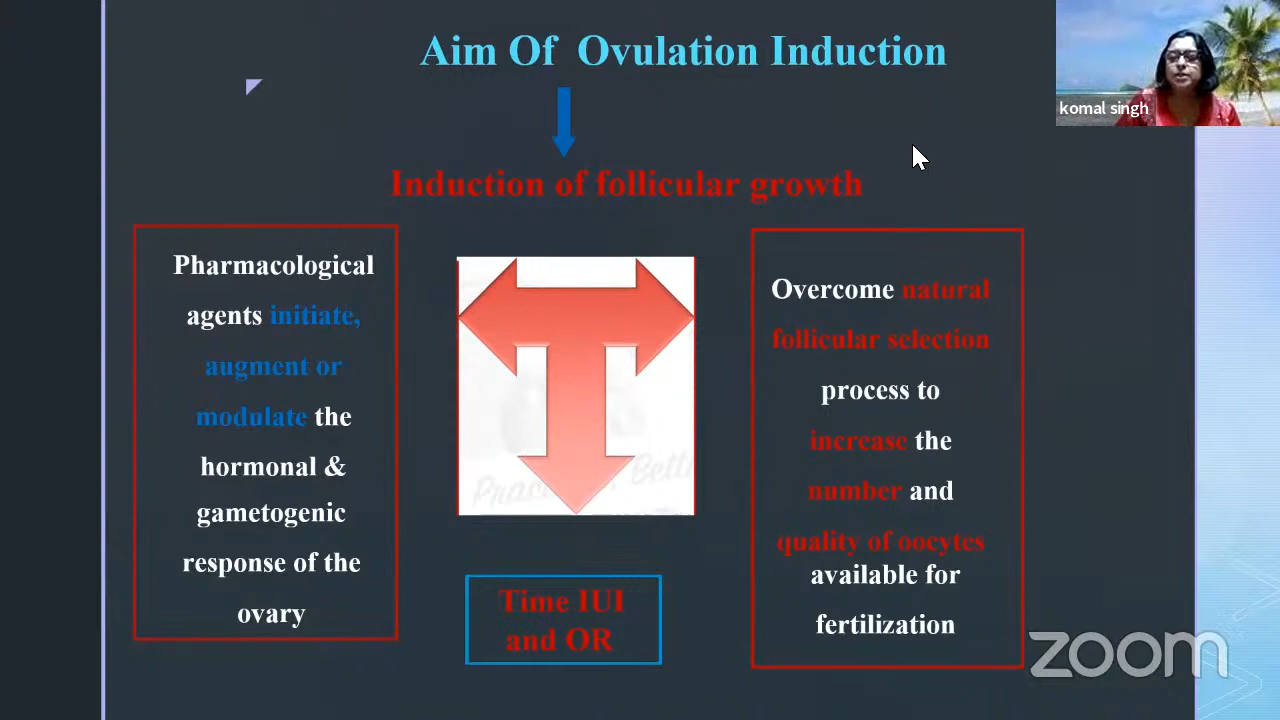 Aim Of Ovulation Induction
komal singh
Induction of follicular growth
Pharmacological
agents initiate,
augment or
modulate the
hormonal &
gametogenic
response of the
ovary
Overcome natural
follicular selection
process to
increase the
number and
quality of oocytes
available for
fertilization
Time IUI
and OR
zoom